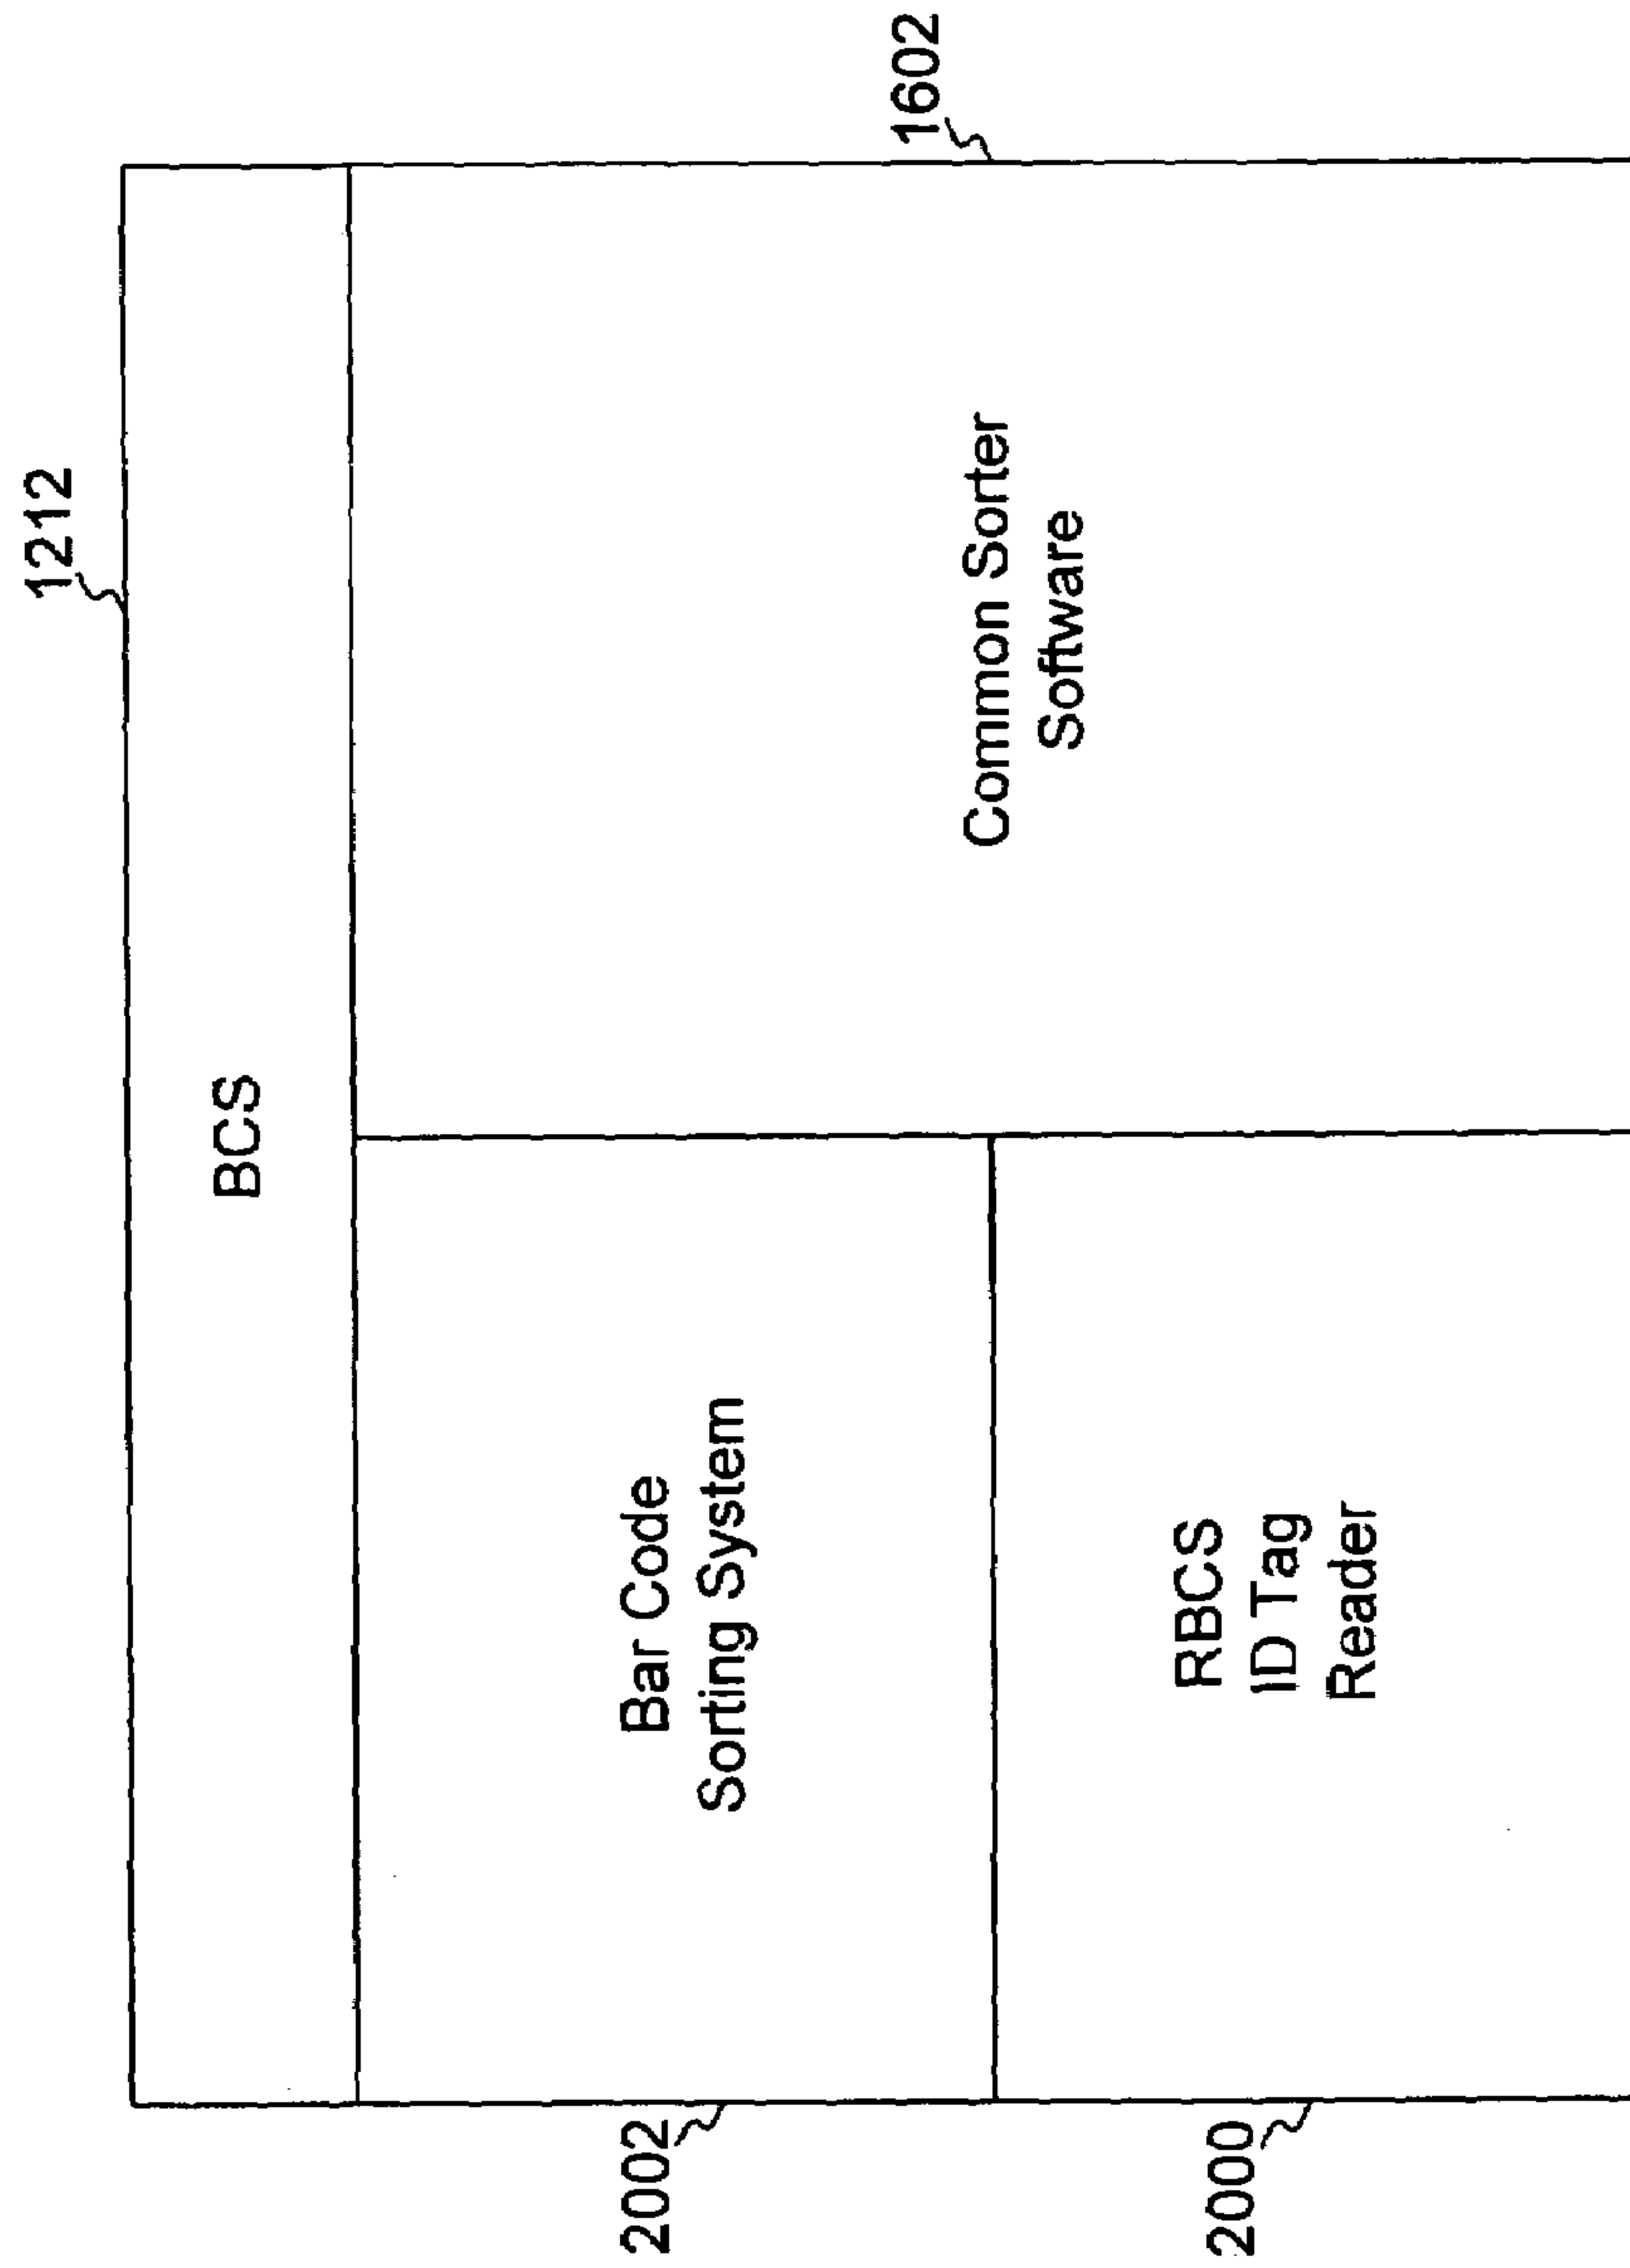 1212
BCS
2002
Bar Code
Sorting System
Common Sorter
Software
1602
2000
RBCS
ID Tag
Reader